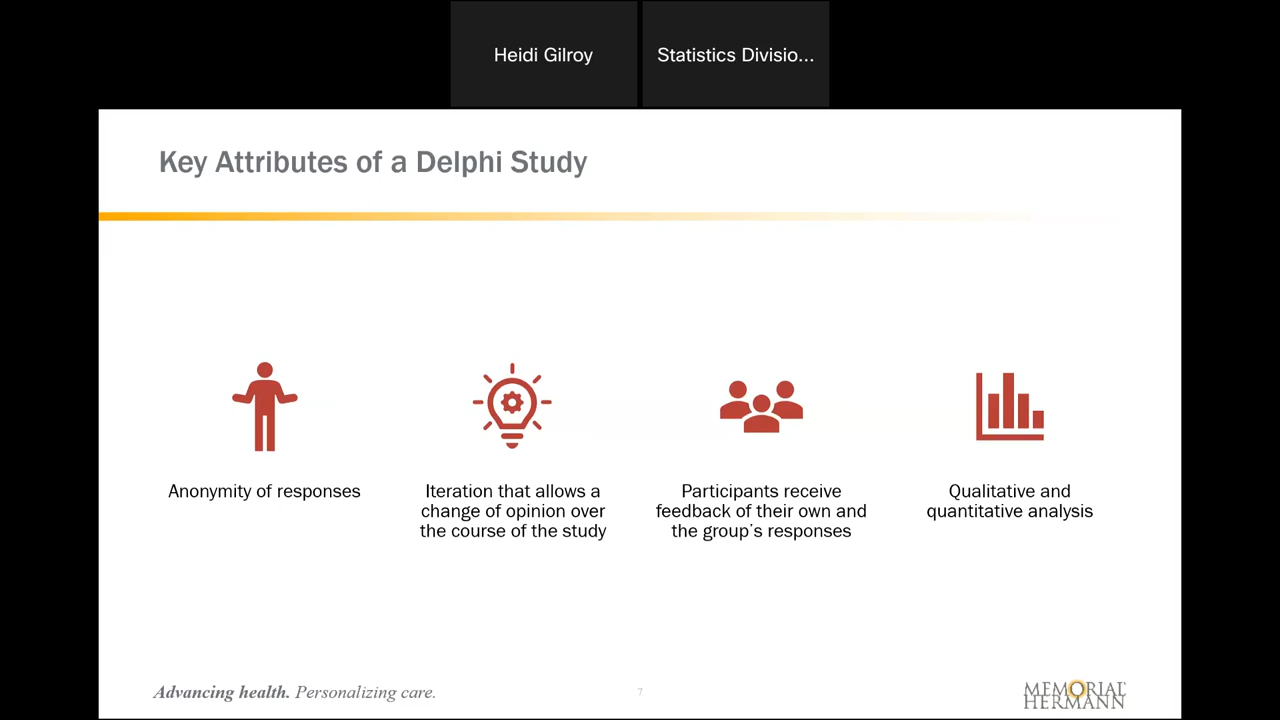 Heidi Gilroy
Statistics Divisio...
Key Attributes of a Delphi Study
Anonymity of responses
Iteration that allows a
change of opinion over
the course of the study
Participants receive
feedback of their own and
the group's responses
Qualitative and
quantitative analysis
Advancing health. Personalizing care.
7
MEMORIAL
HERMANN